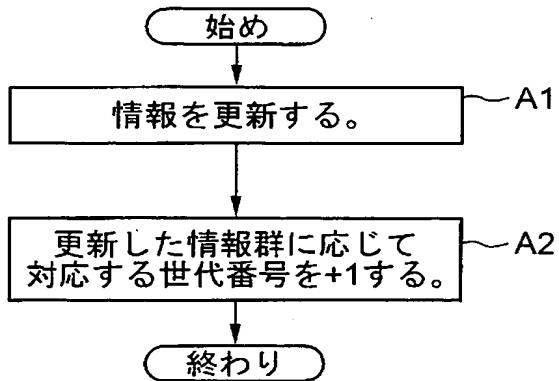 始め
情報を更新する。
A1
更新した情報群に応じて
対応する世代番号を+1する。
A2
終わり